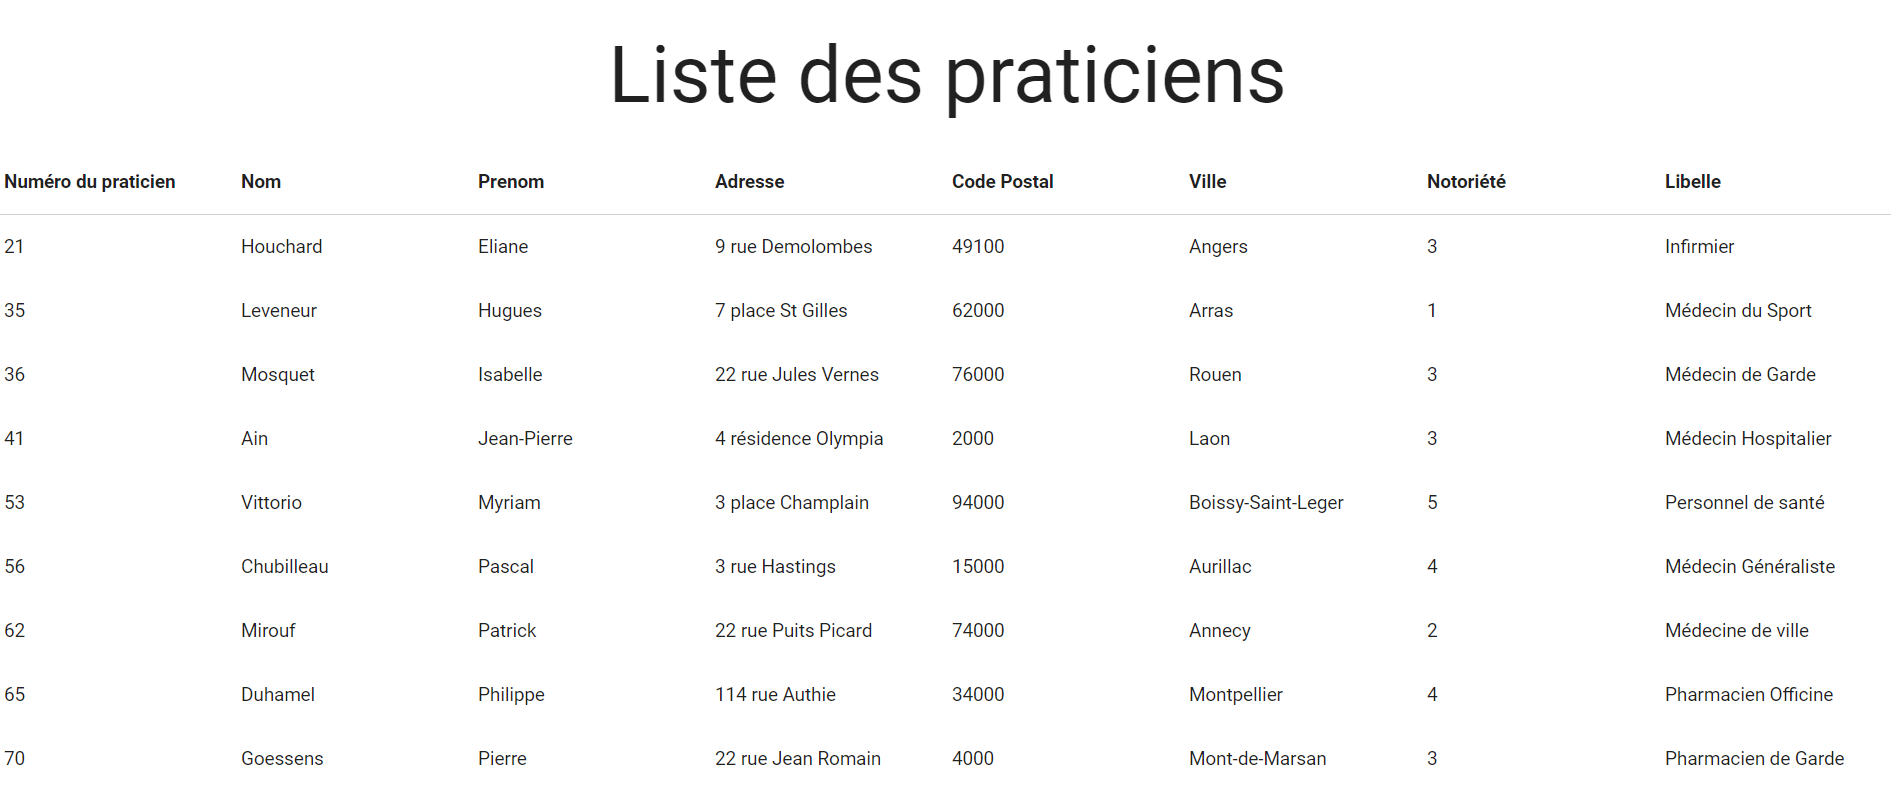 Liste des praticiens
Numéro du praticien Nom Prenom Adresse Code Postal Ville Notoriété Libelle
21 Houchard Eliane 9 rue Demolombes 49100 Angers 3 Infirmier
35 Leveneur Hugues 7 place St Gilles 62000 Arras 1 Médecin du Sport
36 Mosquet Isabelle 22 rue Jules Vernes 76000 Rouen 3 Médecin de Garde
41 Ain Jean-Pierre 4 résidence Olympia 2000 Laon 3 Médecin Hospitalier
53 Vittorio Myriam 3 place Champlain 94000 Boissy-Saint-Leger 5 Personnel de santé
56 Chubilleau Pascal 3 rue Hastings 15000 Aurillac 4 Médecin Généraliste
62 Mirouf Patrick 22 rue Puits Picard 74000 Annecy 2 Médecine de ville
65 Duhamel Philippe 114 rue Authie 34000 Montpellier 4 Pharmacien Officine
70 Goessens Pierre 22 rue Jean Romain 4000 Mont-de-Marsan 3 Pharmacien de Garde